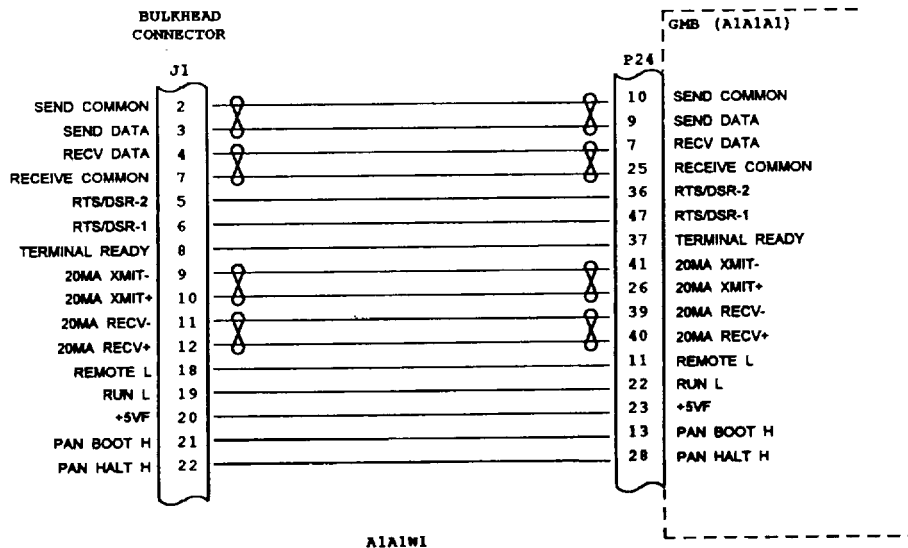 BULKHEAD
CONNECTOR
GMB (A1A1A1)
J1
P24
SEND COMMON 2 10 SEND COMMON
SEND DATA 3 9 SEND DATA
RECV DATA 4 7 RECV DATA
RECEIVE COMMON 7 25 RECEIVE COMMON
RTS/DSR-2 5 36 RTS/DSR-2
RTS/DSR-1 6 47 RTS/DSR-1
TERMINAL READY 8 37 TERMINAL READY
20MA XMIT- 9 41 20MA XMIT-
20MA XMIT+ 10 26 20MA XMIT+
20MA RECV- 11 39 20MA RECV-
20MA RECV+ 12 40 20MA RECV+
REMOTE L 18 11 REMOTE L
RUN L 19 22 RUN L
+5VF 20 23 +5VF
PAN BOOT H 21 13 PAN BOOT H
PAN HALT H 22 28 PAN HALT H
A1A1W1